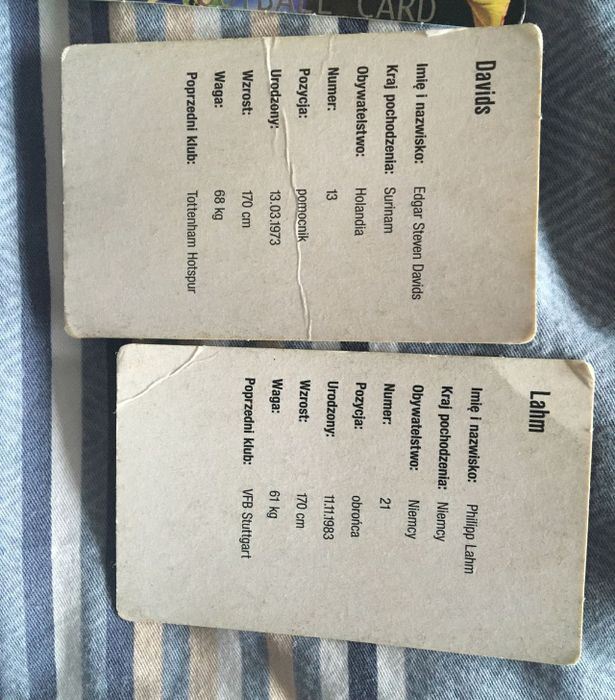 FOOTBALL CARD
Davids
Imię i nazwisko: Edgar Steven Davids
Kraj pochodzenia: Surinam
Obywatelstwo: Holandia
Numer: 13
Pozycja: pomocnik
Urodzony: 13.03.1973
Wzrost: 170 cm
Waga: 68 kg
Poprzedni klub: Tottenham Hotspur
Lahm
Imię i nazwisko: Philipp Lahm
Kraj pochodzenia: Niemcy
Obywatelstwo: Niemcy
Numer: 21
Pozycja: obrońca
Urodzony: 11.11.1983
Wzrost: 170 cm
Waga: 61 kg
Poprzedni klub: VFB Stuttgart